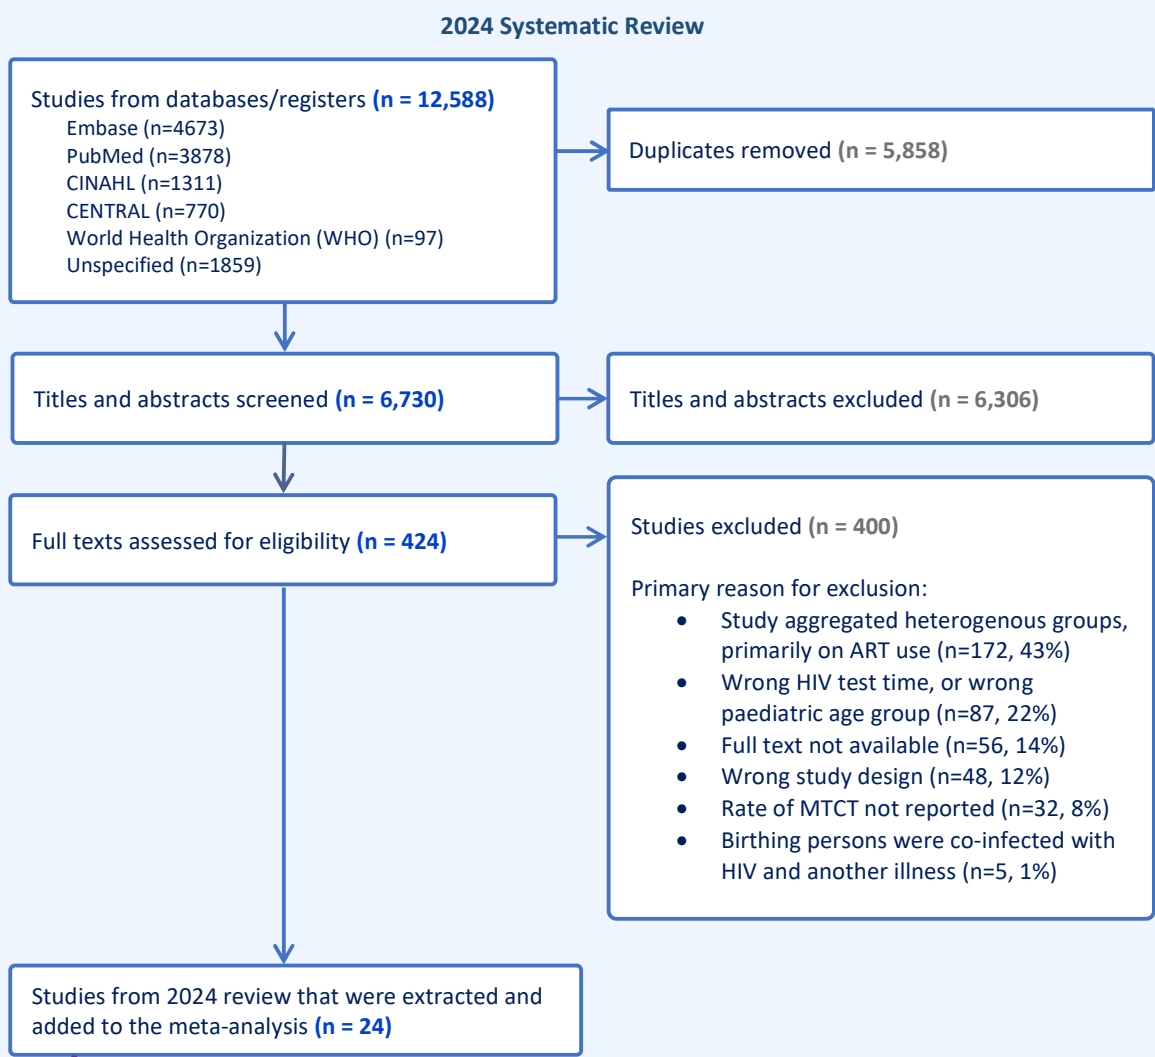 2024 Systematic Review
Studies from databases/registers (n = 12,588)
Embase (n=4673)
PubMed (n=3878)
CINAHL (n=1311)
CENTRAL (n=770)
World Health Organization (WHO) (n=97)
Unspecified (n=1859)
Duplicates removed (n = 5,858)
Titles and abstracts screened (n = 6,730)
Titles and abstracts excluded (n = 6,306)
Full texts assessed for eligibility (n = 424)
Studies excluded (n = 400)
Primary reason for exclusion:
• Study aggregated heterogenous groups,
primarily on ART use (n=172, 43%)
• Wrong HIV test time, or wrong
paediatric age group (n=87, 22%)
• Full text not available (n=56, 14%)
• Wrong study design (n=48, 12%)
• Rate of MTCT not reported (n=32, 8%)
• Birthing persons were co-infected with
HIV and another illness (n=5, 1%)
Studies from 2024 review that were extracted and
added to the meta-analysis (n = 24)